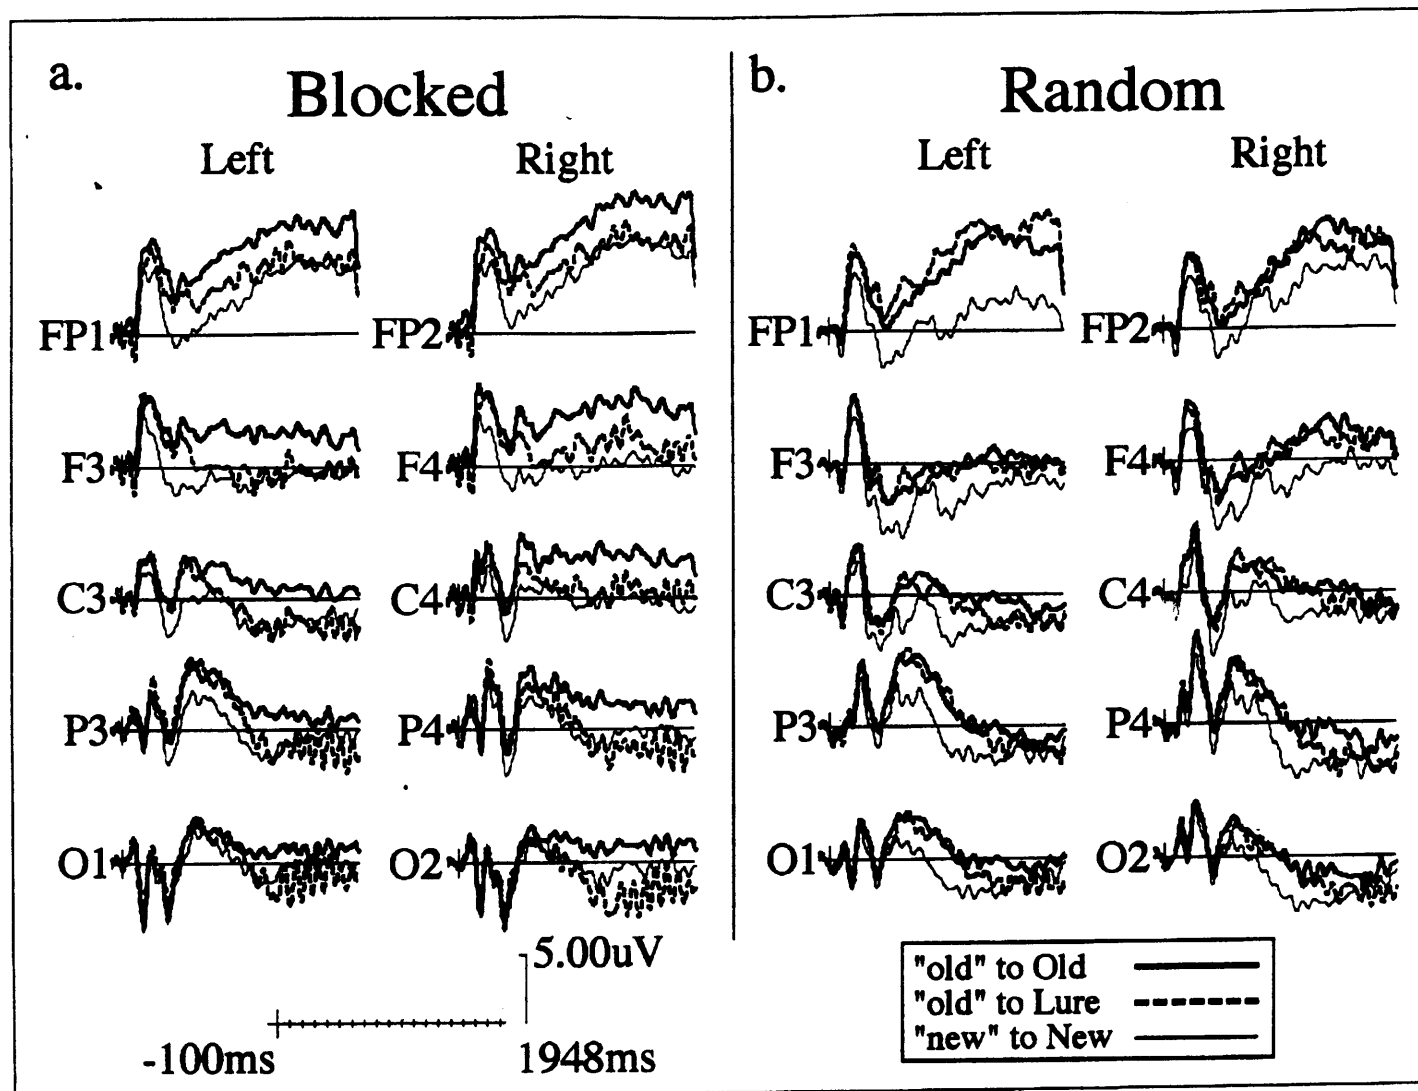 a.
Blocked
Left Right
FP1 FP2
F3 F4
C3 C4
P3 P4
O1 O2
5.00uV
-100ms 1948ms
b.
Random
Left Right
FP1 FP2
F3 F4
C3 C4
P3 P4
O1 O2
"old" to Old
"old" to Lure
"new" to New